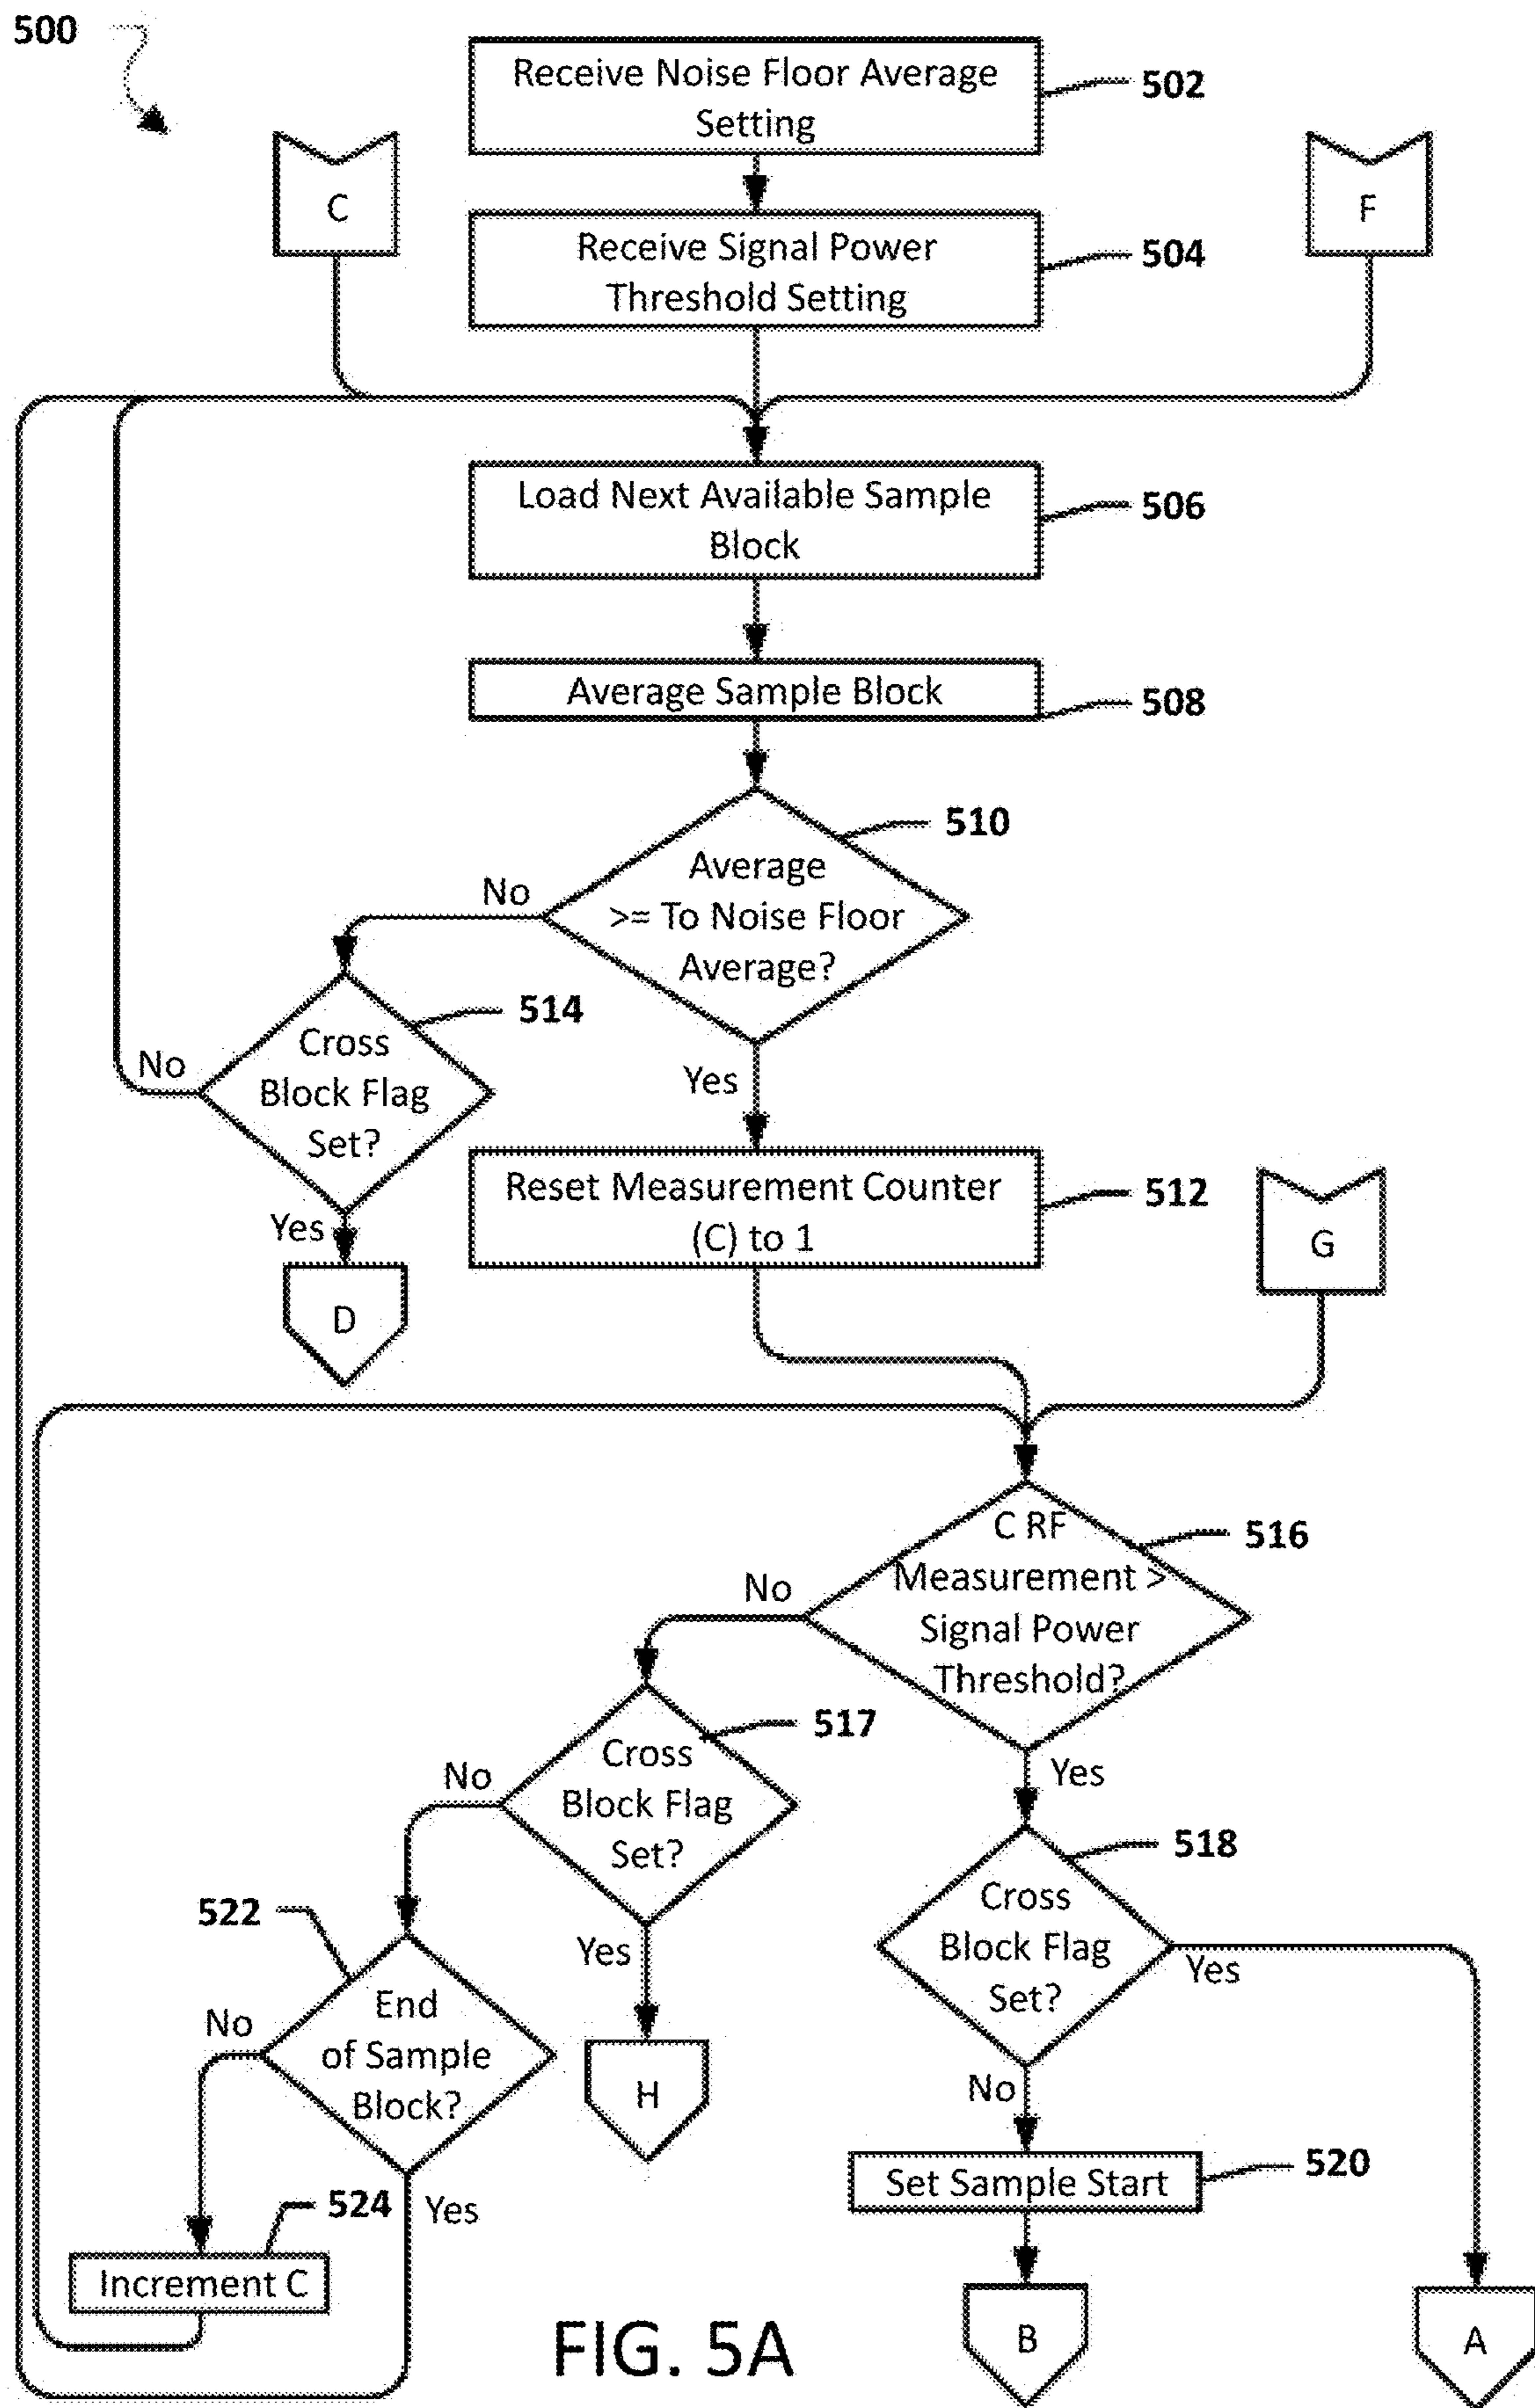 500
Receive Noise Floor Average
Setting
502
C
F
Receive Signal Power
Threshold Setting
504
Load Next Available Sample
Block
506
Average Sample Block
508
510
Average
>= To Noise Floor
Average?
No
514
Cross
Block Flag
Set?
No
Yes
Yes
Reset Measurement Counter
(C) to 1
512
G
D
C RF
Measurement >
Signal Power
Threshold?
516
No
517
Cross
Block Flag
Set?
No
Yes
518
Cross
Block Flag
Set?
Yes
522
Yes
End
of Sample
Block?
No
H
No
Set Sample Start
520
524
Yes
Increment C
FIG. 5A
B
A